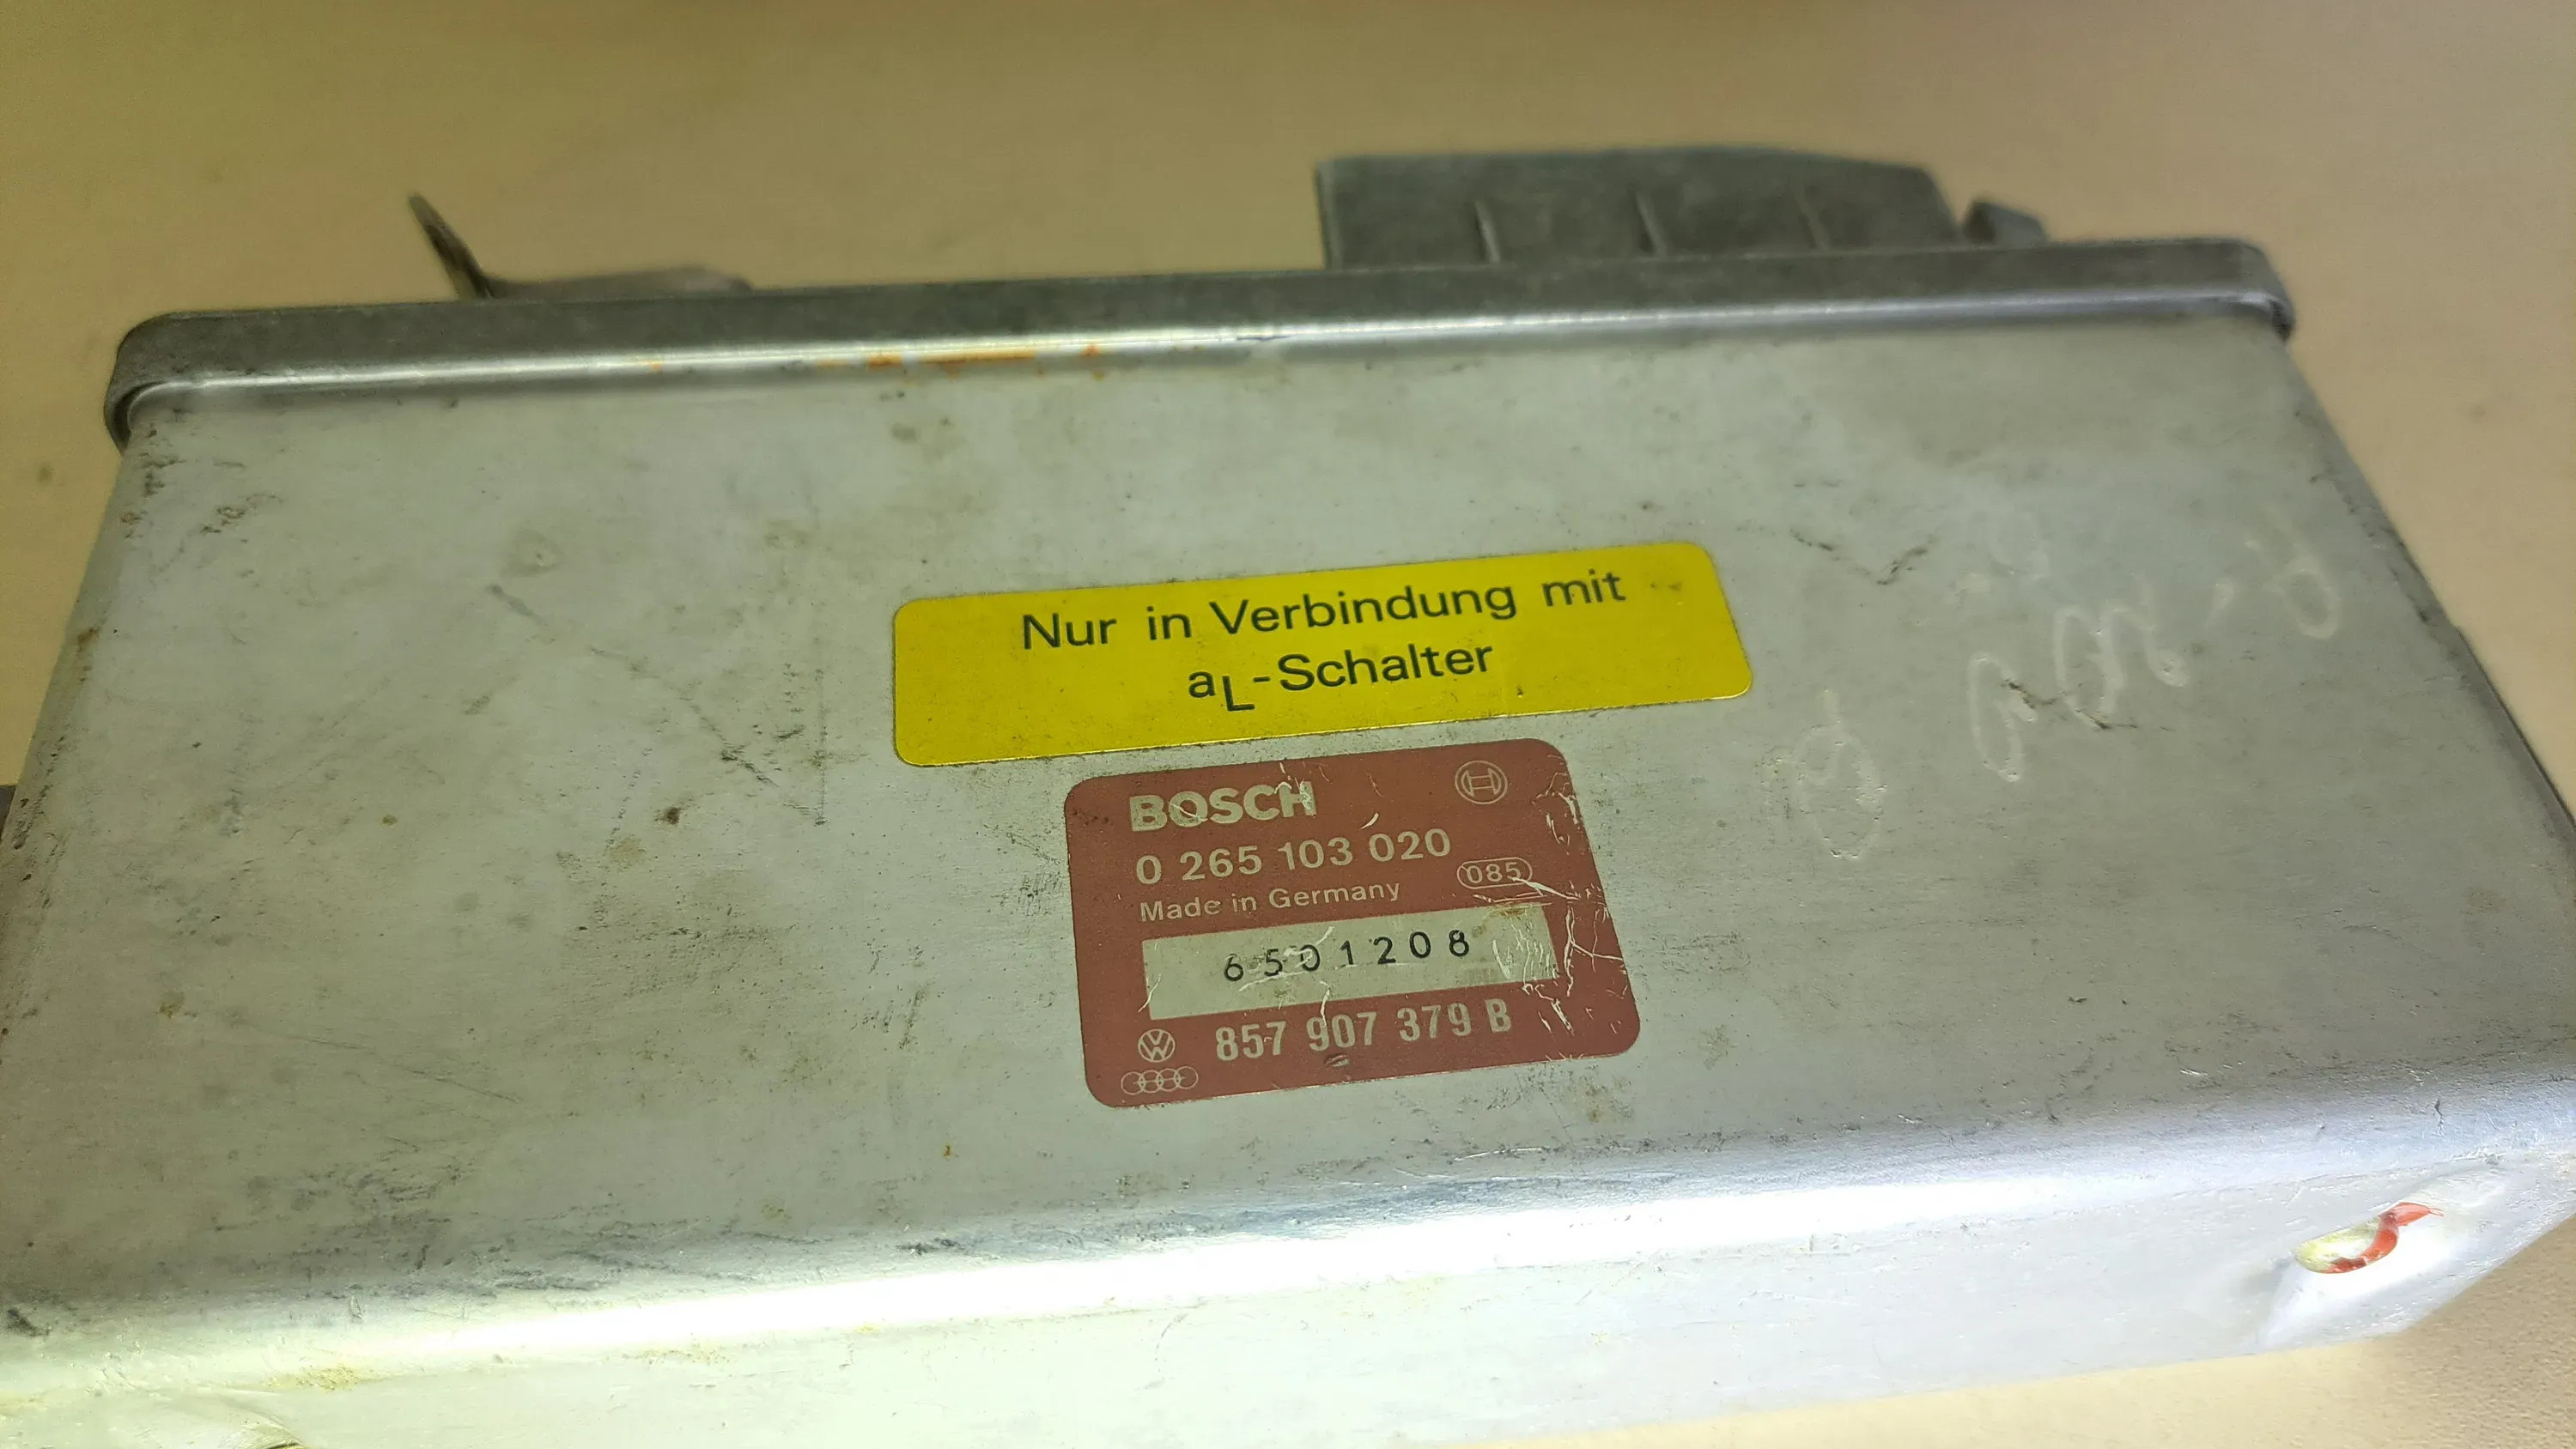 Nur in Verbindung mit
aL-Schalter
BOSCH
0 265 103 020
085
Made in Germany
6501208
857 907 379 B